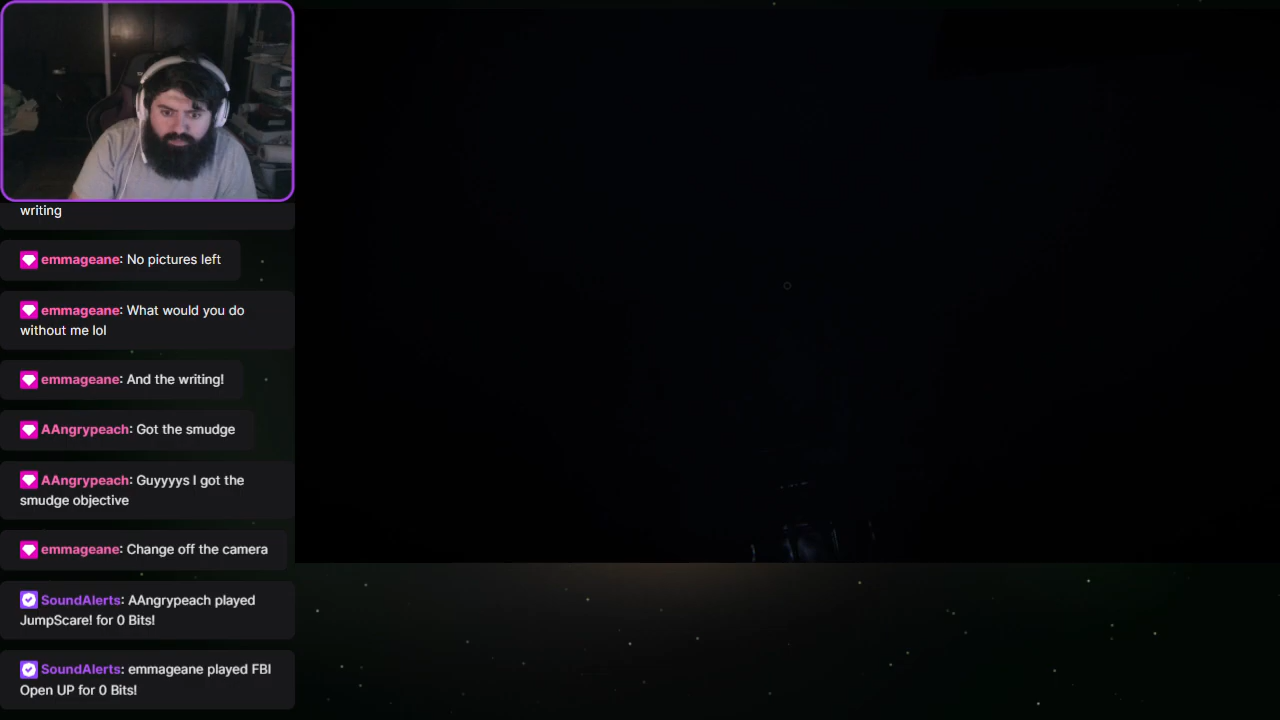 writing
emmageane: No pictures left
emmageane: What would you do
without me lol
emmageane: And the writing!
AAngrypeach: Got the smudge
AAngrypeach: Guyyyys I got the
smudge objective
emmageane: Change off the camera
SoundAlerts: AAngrypeach played
JumpScare! for 0 Bits!
SoundAlerts: emmageane played FBI
Open UP for 0 Bits!